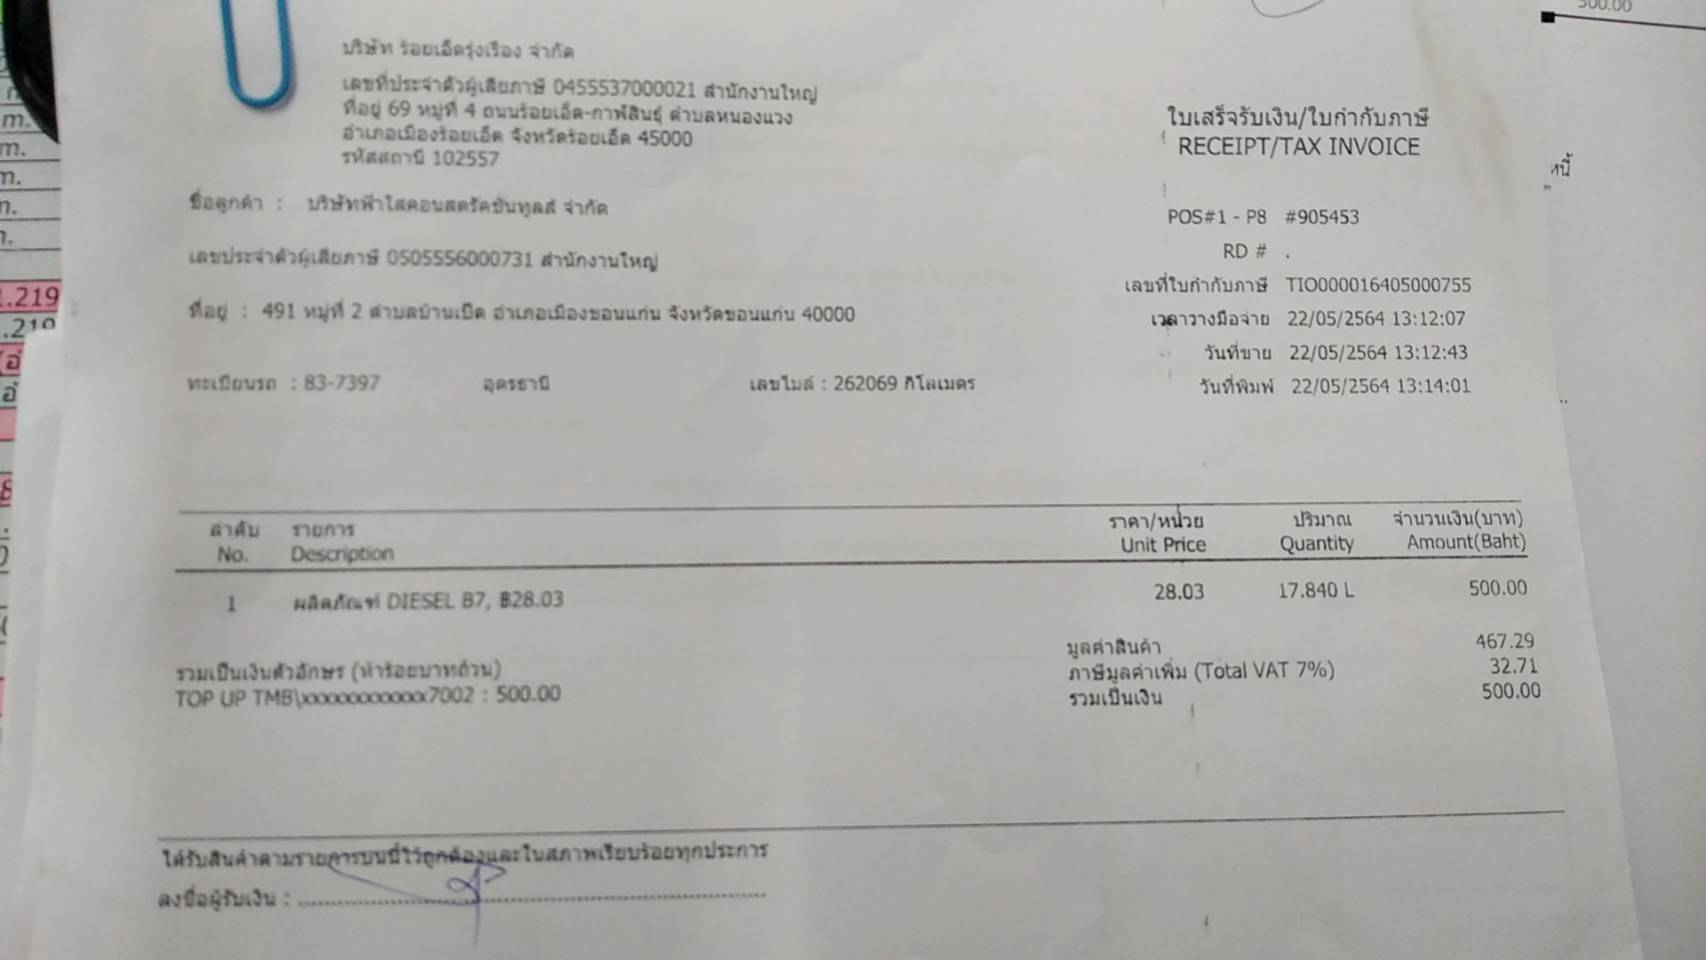 500.00
บริษัท ร้อยเอ็ดรุ่งเรือง จำกัด
เลขที่ประจำตัวผู้เสียภาษี 0455537000021 สำนักงานใหญ่
ที่อยู่ 69 หมู่ที่ 4 ถนนร้อยเอ็ด-กาฬสินธุ์ ตำบลหนองแวง
อำเภอเมืองร้อยเอ็ด จังหวัดร้อยเอ็ด 45000
รหัสสถานี 102557
ใบเสร็จรับเงิน/ใบกำกับภาษี
RECEIPT/TAX INVOICE
ชื่อลูกค้า : บริษัทฟ้าใสคอนสตรัคชั่นทูลส์ จำกัด
POS#1 - P8 #905453
RD # .
เลขประจำตัวผู้เสียภาษี 0505556000731 สำนักงานใหญ่
เลขที่ใบกำกับภาษี TIO000016405000755
ที่อยู่ : 491 หมู่ที่ 2 ตำบลบ้านเป็ด อำเภอเมืองขอนแก่น จังหวัดขอนแก่น 40000
เวลาวางมือจ่าย 22/05/2564 13:12:07
วันที่ขาย 22/05/2564 13:12:43
ทะเบียนรถ : 83-7397 อุดรธานี เลขไมล์ : 262069 กิโลเมตร
วันที่พิมพ์ 22/05/2564 13:14:01
ลำดับ รายการ ราคา/หน่วย ปริมาณ จำนวนเงิน(บาท)
No. Description Unit Price Quantity Amount(Baht)
1 ผลิตภัณฑ์ DIESEL B7, ฿28.03 28.03 17.840 L 500.00
มูลค่าสินค้า 467.29
รวมเป็นเงินตัวอักษร (ห้าร้อยบาทถ้วน) ภาษีมูลค่าเพิ่ม (Total VAT 7%) 32.71
TOP UP TMB\xxxxxxxxxxxx7002 : 500.00 รวมเป็นเงิน 500.00
ได้รับสินค้าตามรายการบนนี้ไว้ถูกต้องและในสภาพเรียบร้อยทุกประการ
ลงชื่อผู้รับเงิน :